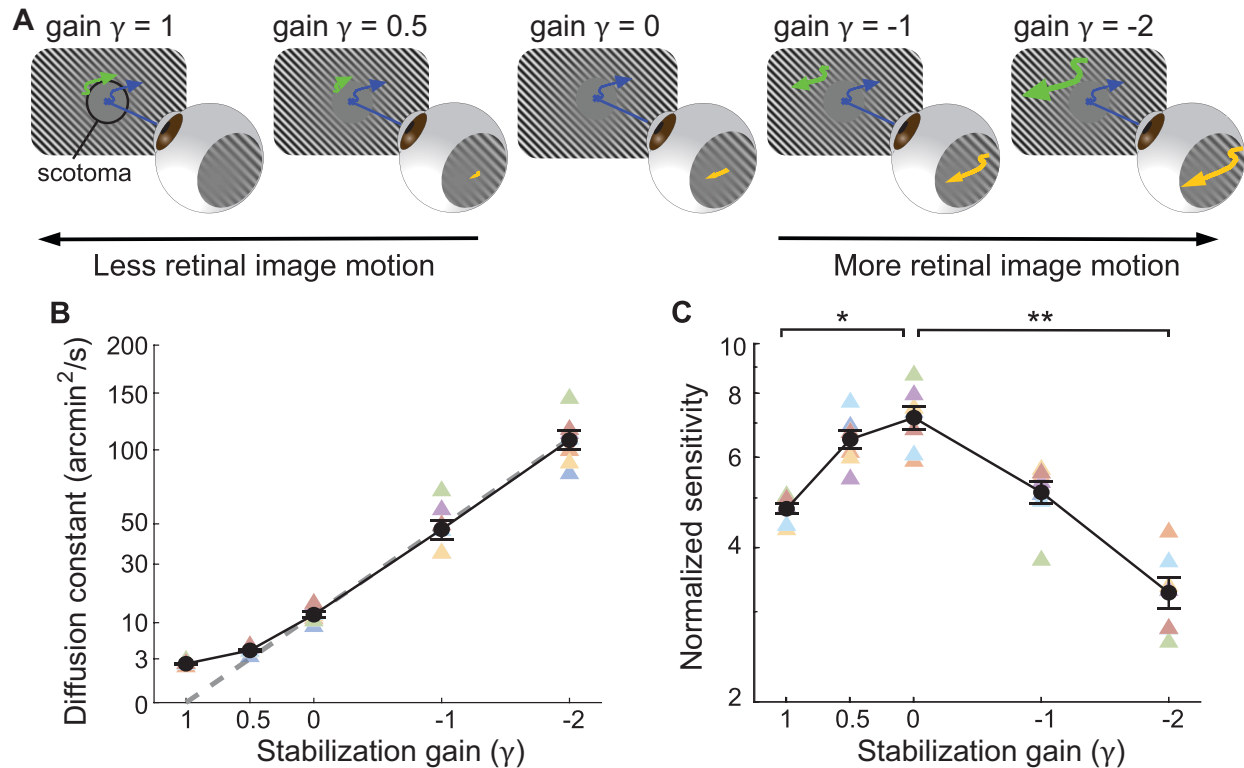 A
gain γ = 1
gain γ = 0.5
gain γ = 0
gain γ = -1
gain γ = -2
scotoma
Less retinal image motion
More retinal image motion
B
Diffusion constant (arcmin²/s)
200
150
100
50
30
10
3
0
1
0.5
0
-1
-2
Stabilization gain (γ)
C
*
**
Normalized sensitivity
10
8
6
4
2
1
0.5
0
-1
-2
Stabilization gain (γ)